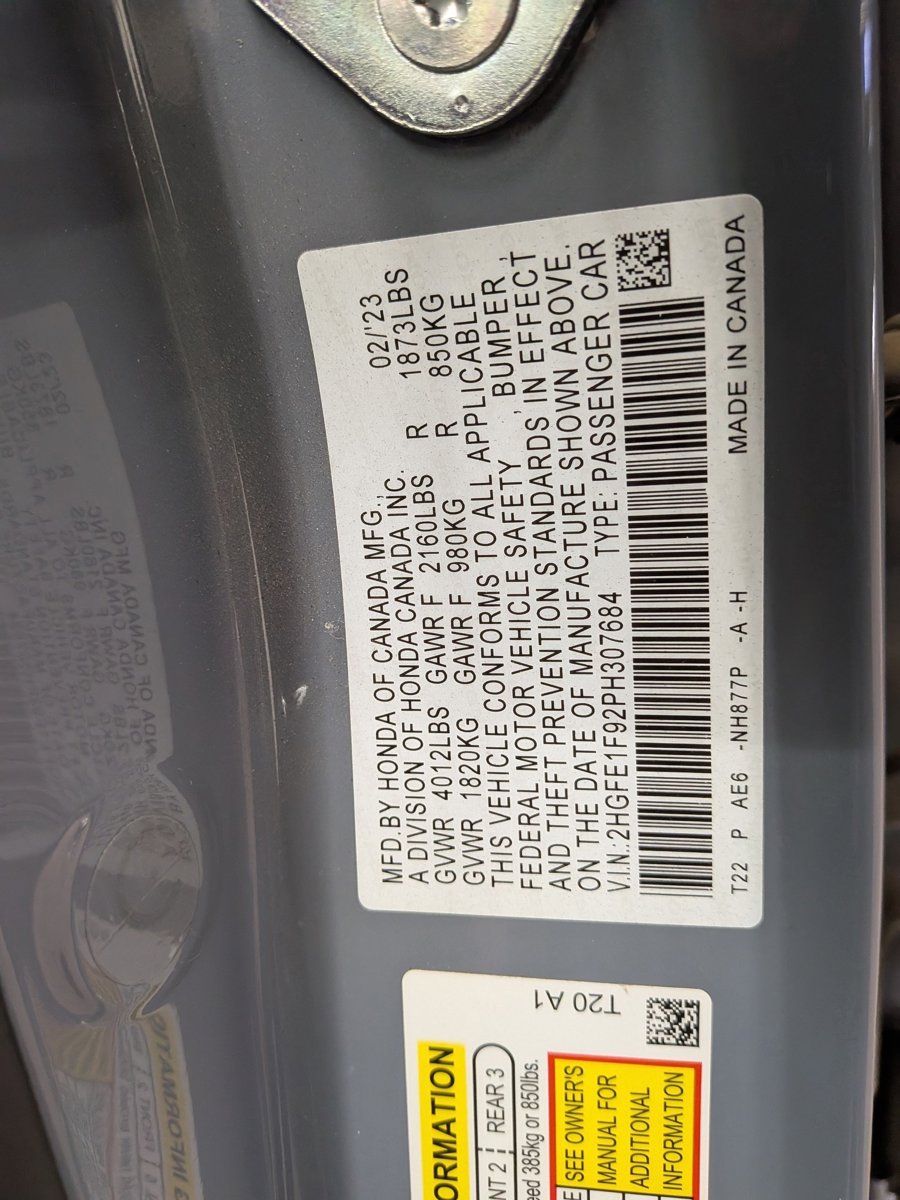 MFD.BY HONDA OF CANADA MFG., 02/'23
A DIVISION OF HONDA CANADA INC.
GVWR 4012LBS GAWR F 2160LBS R 1873LBS
GVWR 1820KG GAWR F 980KG R 850KG
THIS VEHICLE CONFORMS TO ALL APPLICABLE
FEDERAL MOTOR VEHICLE SAFETY, BUMPER,
AND THEFT PREVENTION STANDARDS IN EFFECT
ON THE DATE OF MANUFACTURE SHOWN ABOVE.
V.I.N.:2HGFE1F92PH307684 TYPE: PASSENGER CAR
T22 P AE6 -NH877P -A -H MADE IN CANADA
T20 A1
REAR 3
385kg or 850lbs.
SEE OWNER'S
MANUAL FOR
ADDITIONAL
INFORMATION